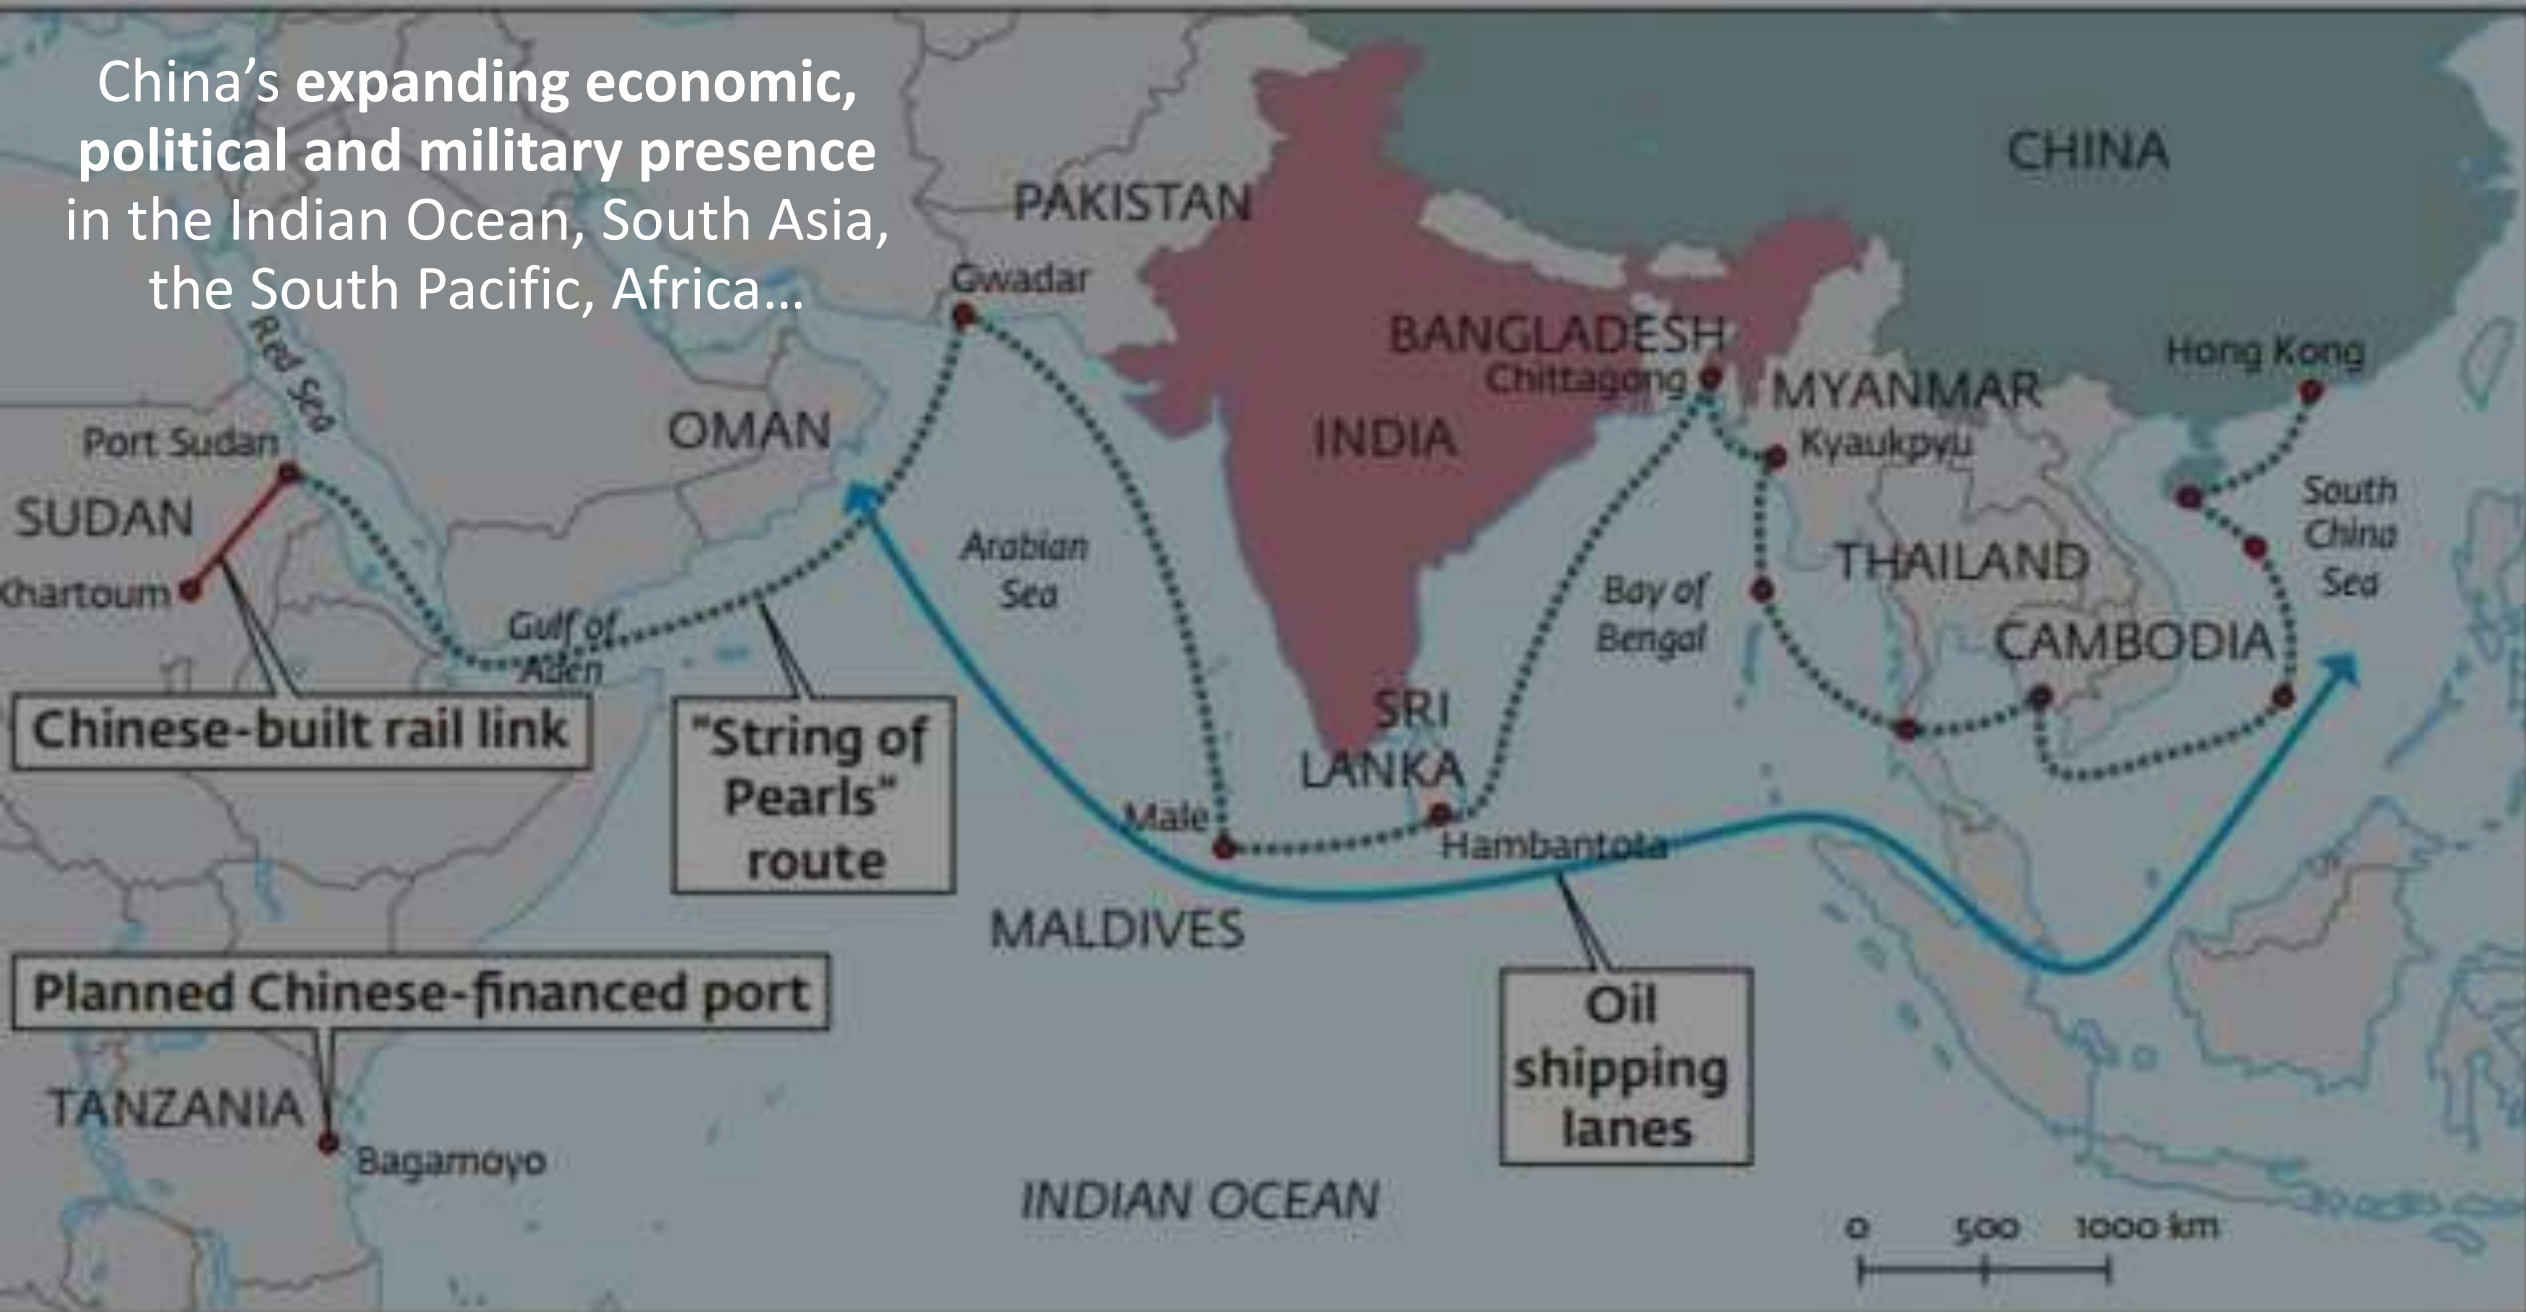 China’s expanding economic,
political and military presence
in the Indian Ocean, South Asia,
the South Pacific, Africa…
CHINA
PAKISTAN
Gwadar
Red Sea
BANGLADESH
Chittagong
Hong Kong
MYANMAR
Kyaukpyu
INDIA
OMAN
Port Sudan
SUDAN
Khartoum
South
China
Sea
Arabian
Sea
THAILAND
Bay of
Bengal
CAMBODIA
Gulf of
Aden
Chinese-built rail link
"String of
Pearls"
route
SRI
LANKA
Male
Hambantota
MALDIVES
Planned Chinese-financed port
Oil
shipping
lanes
TANZANIA
Bagamoyo
INDIAN OCEAN
0 500 1000 km